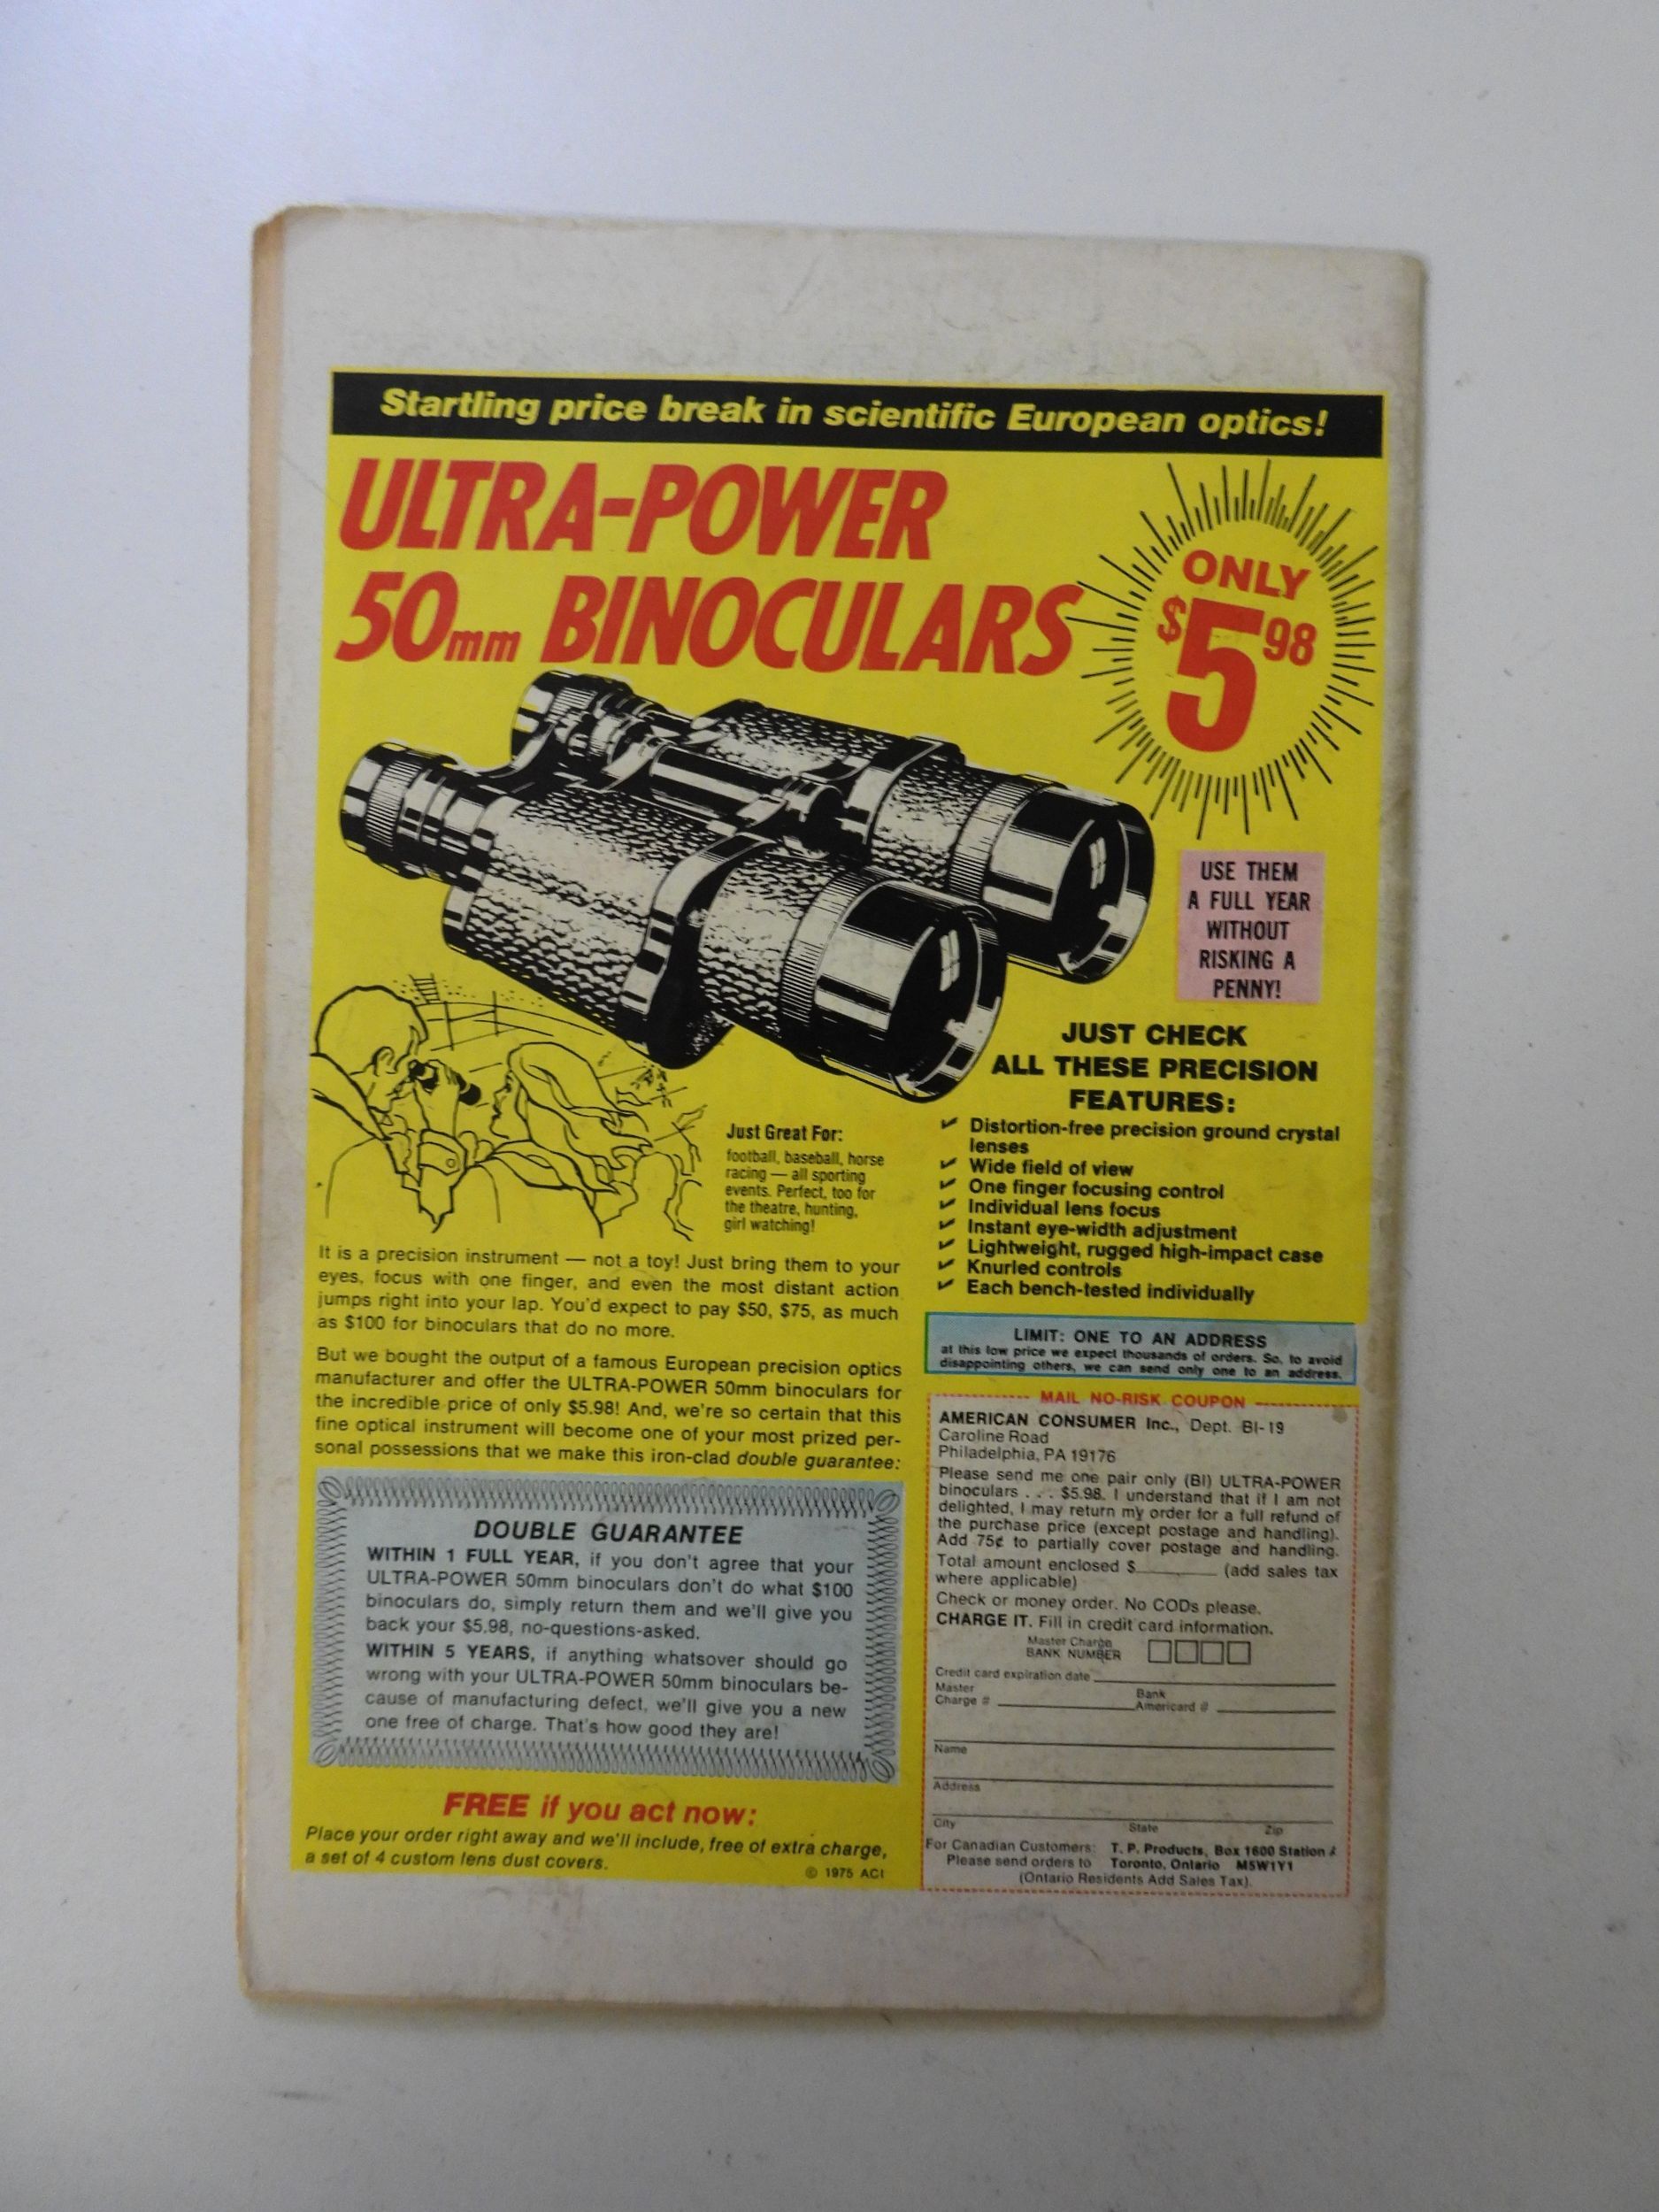 Startling price break in scientific European optics!
ULTRA-POWER
50mm BINOCULARS
ONLY
$5 98
USE THEM
A FULL YEAR
WITHOUT
RISKING A
PENNY!
JUST CHECK
ALL THESE PRECISION
FEATURES:
✔ Distortion-free precision ground crystal
lenses
✔ Wide field of view
✔ One finger focusing control
✔ Individual lens focus
✔ Instant eye-width adjustment
✔ Lightweight, rugged high-impact case
✔ Knurled controls
✔ Each bench-tested individually
Just Great For:
football, baseball, horse
racing — all sporting
events. Perfect, too for
the theatre, hunting,
girl watching!
It is a precision instrument — not a toy! Just bring them to your
eyes, focus with one finger, and even the most distant action
jumps right into your lap. You'd expect to pay $50, $75, as much
as $100 for binoculars that do no more.
But we bought the output of a famous European precision optics
manufacturer and offer the ULTRA-POWER 50mm binoculars for
the incredible price of only $5.98! And, we're so certain that this
fine optical instrument will become one of your most prized per-
sonal possessions that we make this iron-clad double guarantee:
DOUBLE GUARANTEE
WITHIN 1 FULL YEAR, if you don't agree that your
ULTRA-POWER 50mm binoculars don't do what $100
binoculars do, simply return them and we'll give you
back your $5.98, no-questions-asked.
WITHIN 5 YEARS, if anything whatsoever should go
wrong with your ULTRA-POWER 50mm binoculars be-
cause of manufacturing defect, we'll give you a new
one free of charge. That's how good they are!
FREE if you act now:
Place your order right away and we'll include, free of extra charge,
a set of 4 custom lens dust covers.
© 1975 ACI
LIMIT: ONE TO AN ADDRESS
at this low price we expect thousands of orders. So, to avoid
disappointing others, we can send only one to an address.
MAIL NO-RISK COUPON
AMERICAN CONSUMER Inc., Dept. BI-19
Caroline Road
Philadelphia, PA 19176
Please send me one pair only (BI) ULTRA-POWER
binoculars . . . $5.98. I understand that if I am not
delighted, I may return my order for a full refund of
the purchase price (except postage and handling).
Add 75¢ to partially cover postage and handling.
Total amount enclosed $________ (add sales tax
where applicable)
Check or money order. No CODs please.
CHARGE IT. Fill in credit card information.
Master Charge
BANK NUMBER
Credit card expiration date
Master Charge #
Bank Americard #
Name
Address
City State Zip
For Canadian Customers: T. P. Products, Box 1600 Station
Please send orders to Toronto, Ontario M5W1Y1
(Ontario Residents Add Sales Tax).